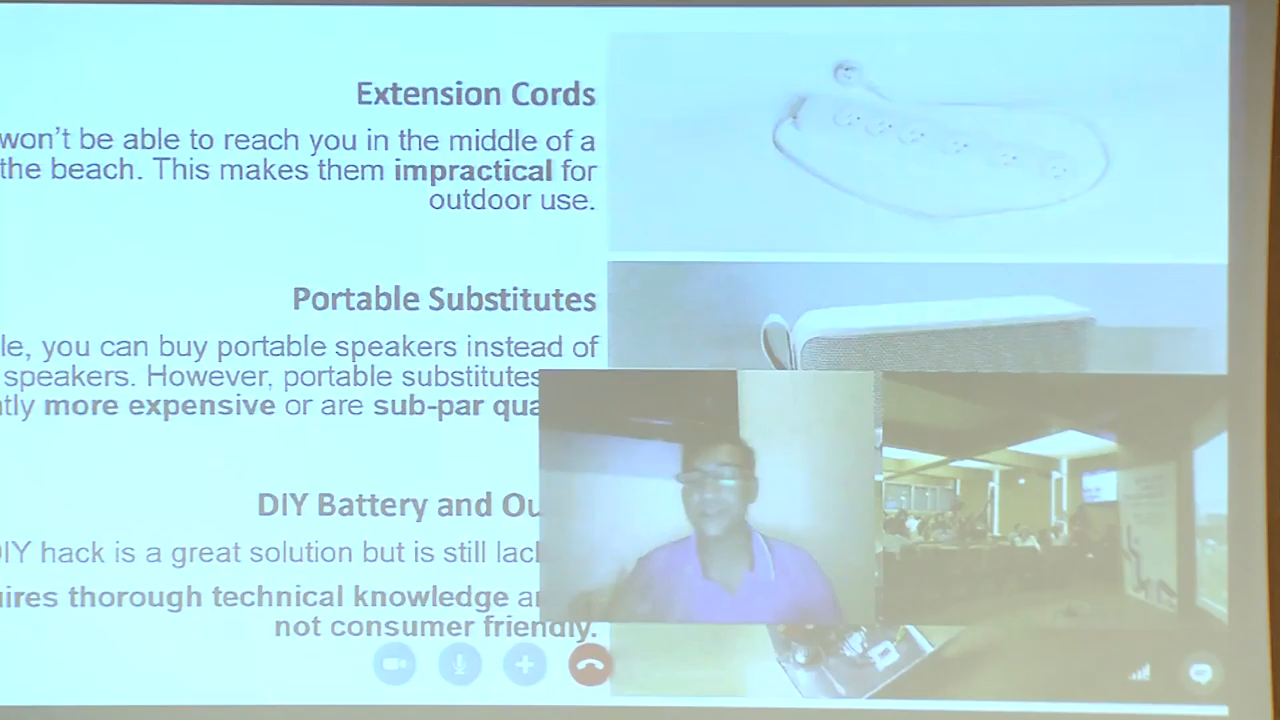 Extension Cords
won't be able to reach you in the middle of a
the beach. This makes them impractical for
outdoor use.
Portable Substitutes
le, you can buy portable speakers instead of
speakers. However, portable substitutes
tly more expensive or are sub-par qua
DIY Battery and Ou
IY hack is a great solution but is still lac
ires thorough technical knowledge a
not consumer friendly.